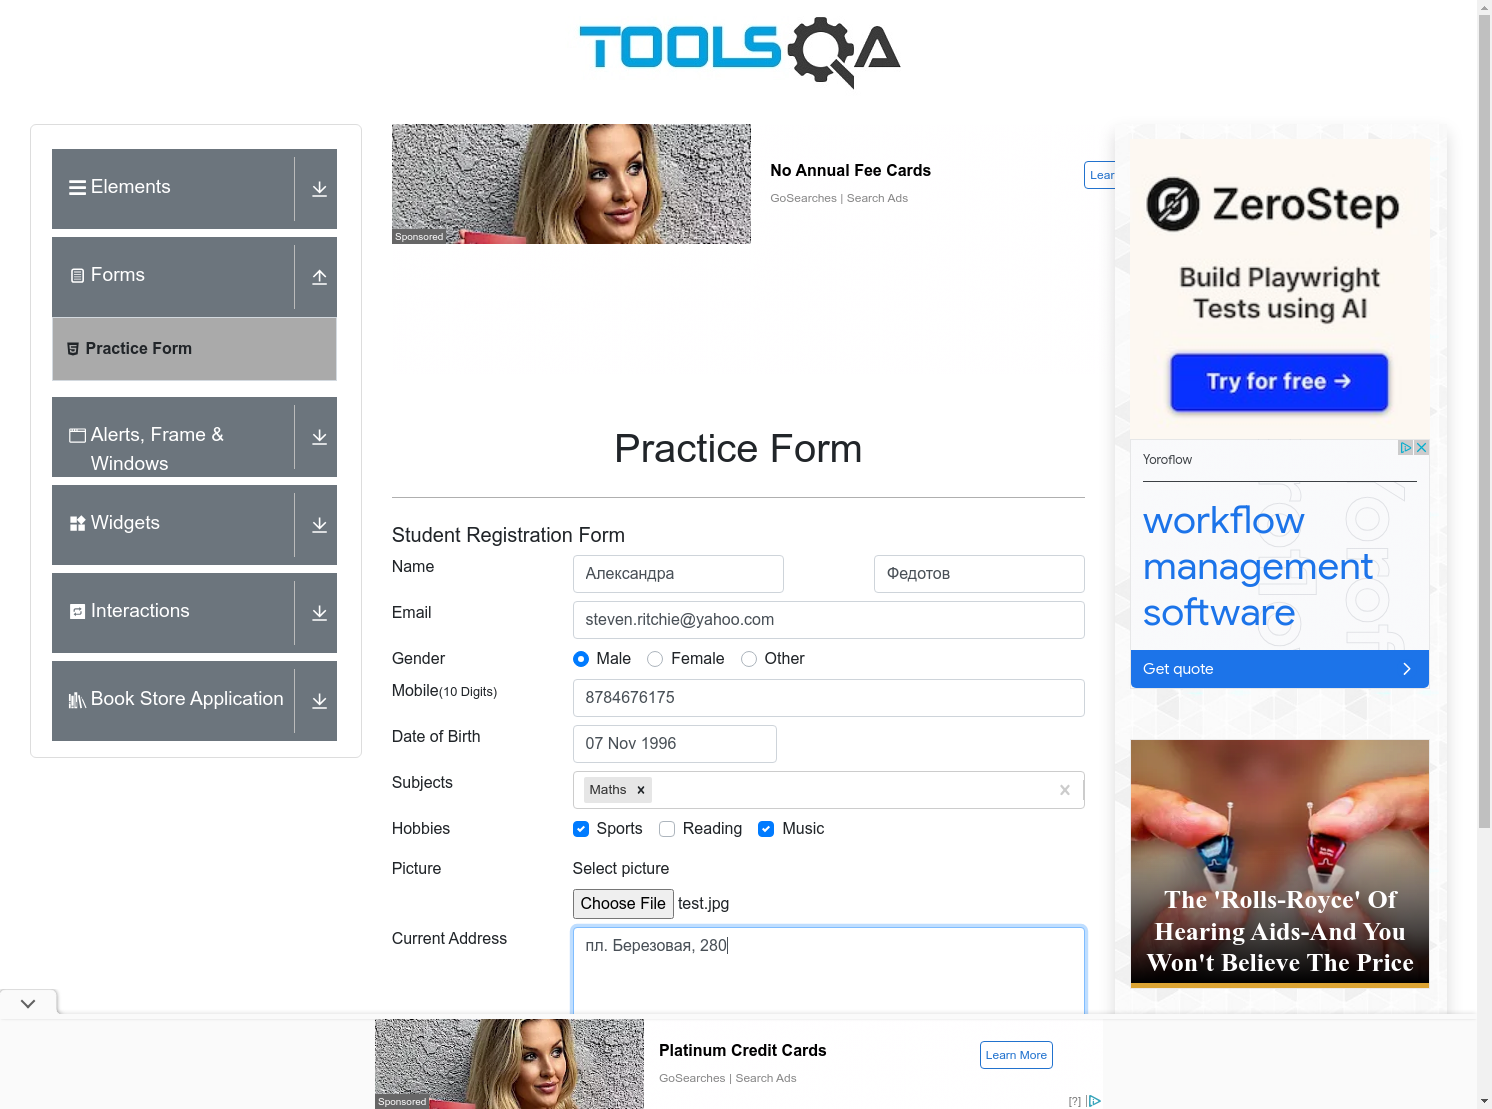 TOOLSQA
Elements
Forms
Practice Form
Alerts, Frame &
Windows
Widgets
Interactions
Book Store Application
Sponsored
No Annual Fee Cards
GoSearches | Search Ads
Lear
Practice Form
Student Registration Form
Name
Александра
Федотов
Email
steven.ritchie@yahoo.com
Gender
Male
Female
Other
Mobile(10 Digits)
8784676175
Date of Birth
07 Nov 1996
Subjects
Maths
Hobbies
Sports
Reading
Music
Picture
Select picture
Choose File test.jpg
Current Address
пл. Березовая, 280
ZeroStep
Build Playwright
Tests using AI
Try for free →
Yoroflow
workflow
management
software
Get quote
The 'Rolls-Royce' Of
Hearing Aids-And You
Won't Believe The Price
Sponsored
Platinum Credit Cards
GoSearches | Search Ads
Learn More
[?]